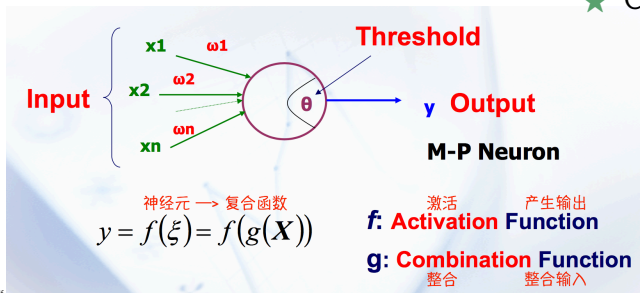 x1
ω1
Threshold
Input
x2
ω2
θ
y Output
ωn
xn
M-P Neuron
神经元 → 复合函数
y = f(ξ) = f(g(X))
激活 产生输出
f: Activation Function
g: Combination Function
整合 整合输入